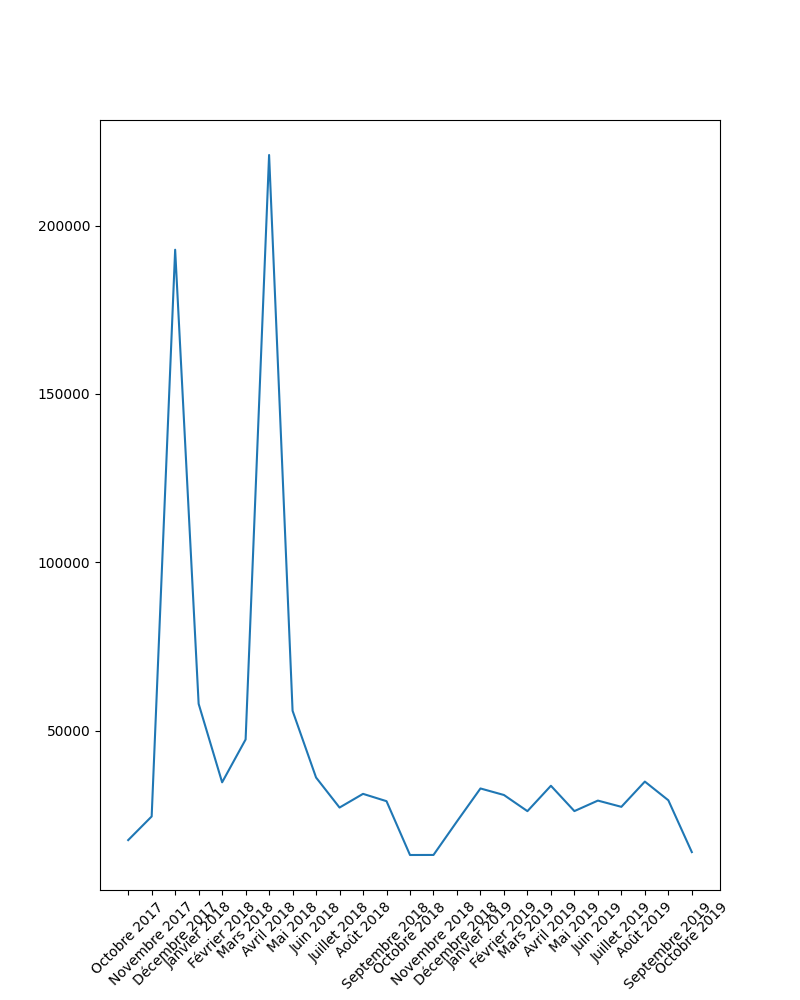 200000
150000
100000
50000
Octobre 2017
Novembre 2017
Décembre 2017
Janvier 2018
Février 2018
Mars 2018
Avril 2018
Mai 2018
Juin 2018
Juillet 2018
Août 2018
Septembre 2018
Octobre 2018
Novembre 2018
Décembre 2018
Janvier 2019
Février 2019
Mars 2019
Avril 2019
Mai 2019
Juin 2019
Juillet 2019
Août 2019
Septembre 2019
Octobre 2019